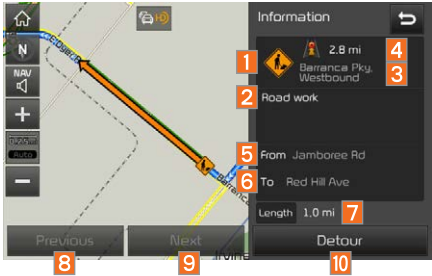 Information
N
NAV
2.8 mi
4
1
Barranca Pky,
3
Westbound
2
Road work
Auto
5
From Jamboree Rd
6
To Red Hill Ave
Length 1.0 mi
7
Previous
Next
Detour
8
9
10